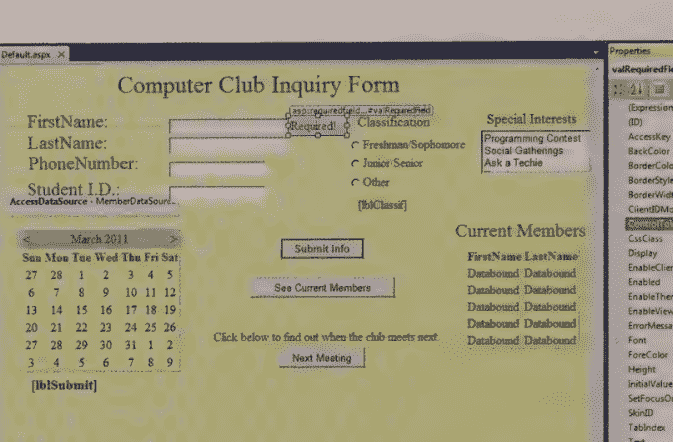 Default.aspx
Properties
valRequiredFie
Computer Club Inquiry Form
asp:requiredfield...#valRequiredField
FirstName:
Required!
Classification
Special Interests
LastName:
Freshman/Sophomore
Programming Contest
Social Gatherings
Ask a Techie
PhoneNumber:
Junior/Senior
Student I.D.:
Other
AccessDataSource - MemberDataSourc...
[lblClassif]
< March 2011 >
Sun Mon Tue Wed Thu Fri Sat
27 28 1 2 3 4 5
6 7 8 9 10 11 12
13 14 15 16 17 18 19
20 21 22 23 24 25 26
27 28 29 30 31 1 2
3 4 5 6 7 8 9
[lblSubmit]
Submit Info
See Current Members
Click below to find out when the club meets next
Next Meeting
Current Members
FirstName LastName
Databound Databound
Databound Databound
Databound Databound
Databound Databound
Databound Databound
(Expression
(ID)
AccessKey
BackColor
BorderColo
BorderStyle
BorderWid
ClientIDMo
CssClass
Display
EnableClien
Enabled
EnableThem
EnableView
ErrorMessa
Font
ForeColor
Height
InitialValue
SetFocusOn
SkinID
TabIndex